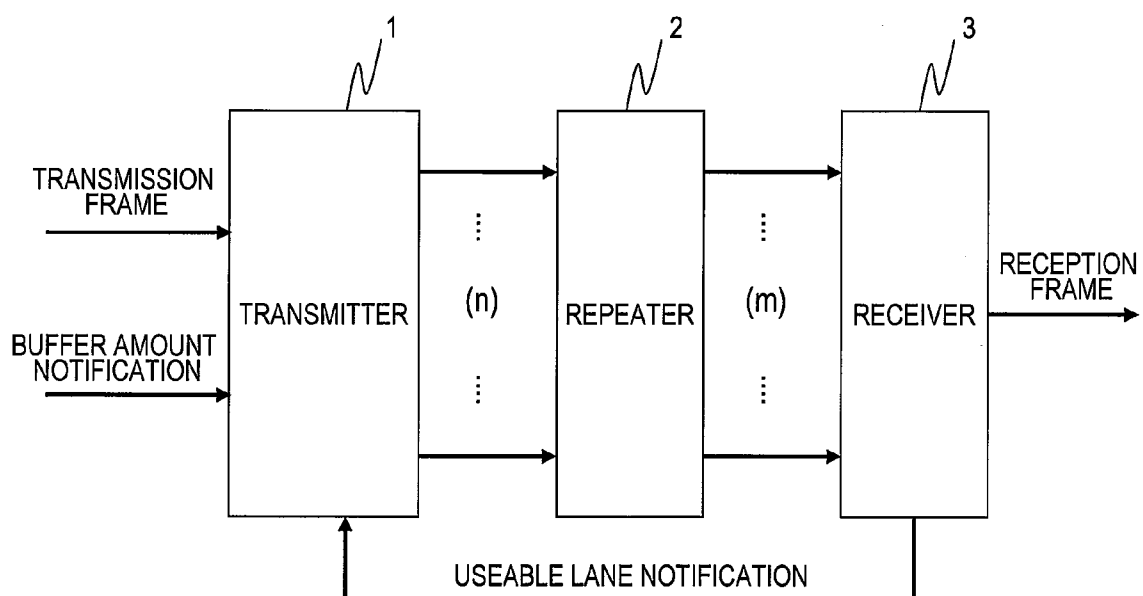 1
2
3
TRANSMISSION
FRAME
BUFFER AMOUNT
NOTIFICATION
TRANSMITTER
(n)
REPEATER
(m)
RECEIVER
RECEPTION
FRAME
USEABLE LANE NOTIFICATION